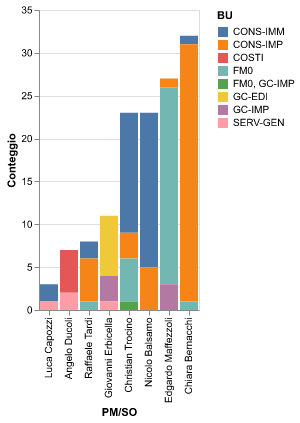 35
30
25
20
15
10
5
0
Conteggio
Luca Capozzi
Angelo Ducoli
Raffaele Tardi
Giovanni Erbicella
Christian Trocino
Nicolo Balsamo
Edgardo Maffezzoli
Chiara Bernacchi
PM/SO
BU
CONS-IMM
CONS-IMP
COSTI
FM0
FM0, GC-IMP
GC-EDI
GC-IMP
SERV-GEN